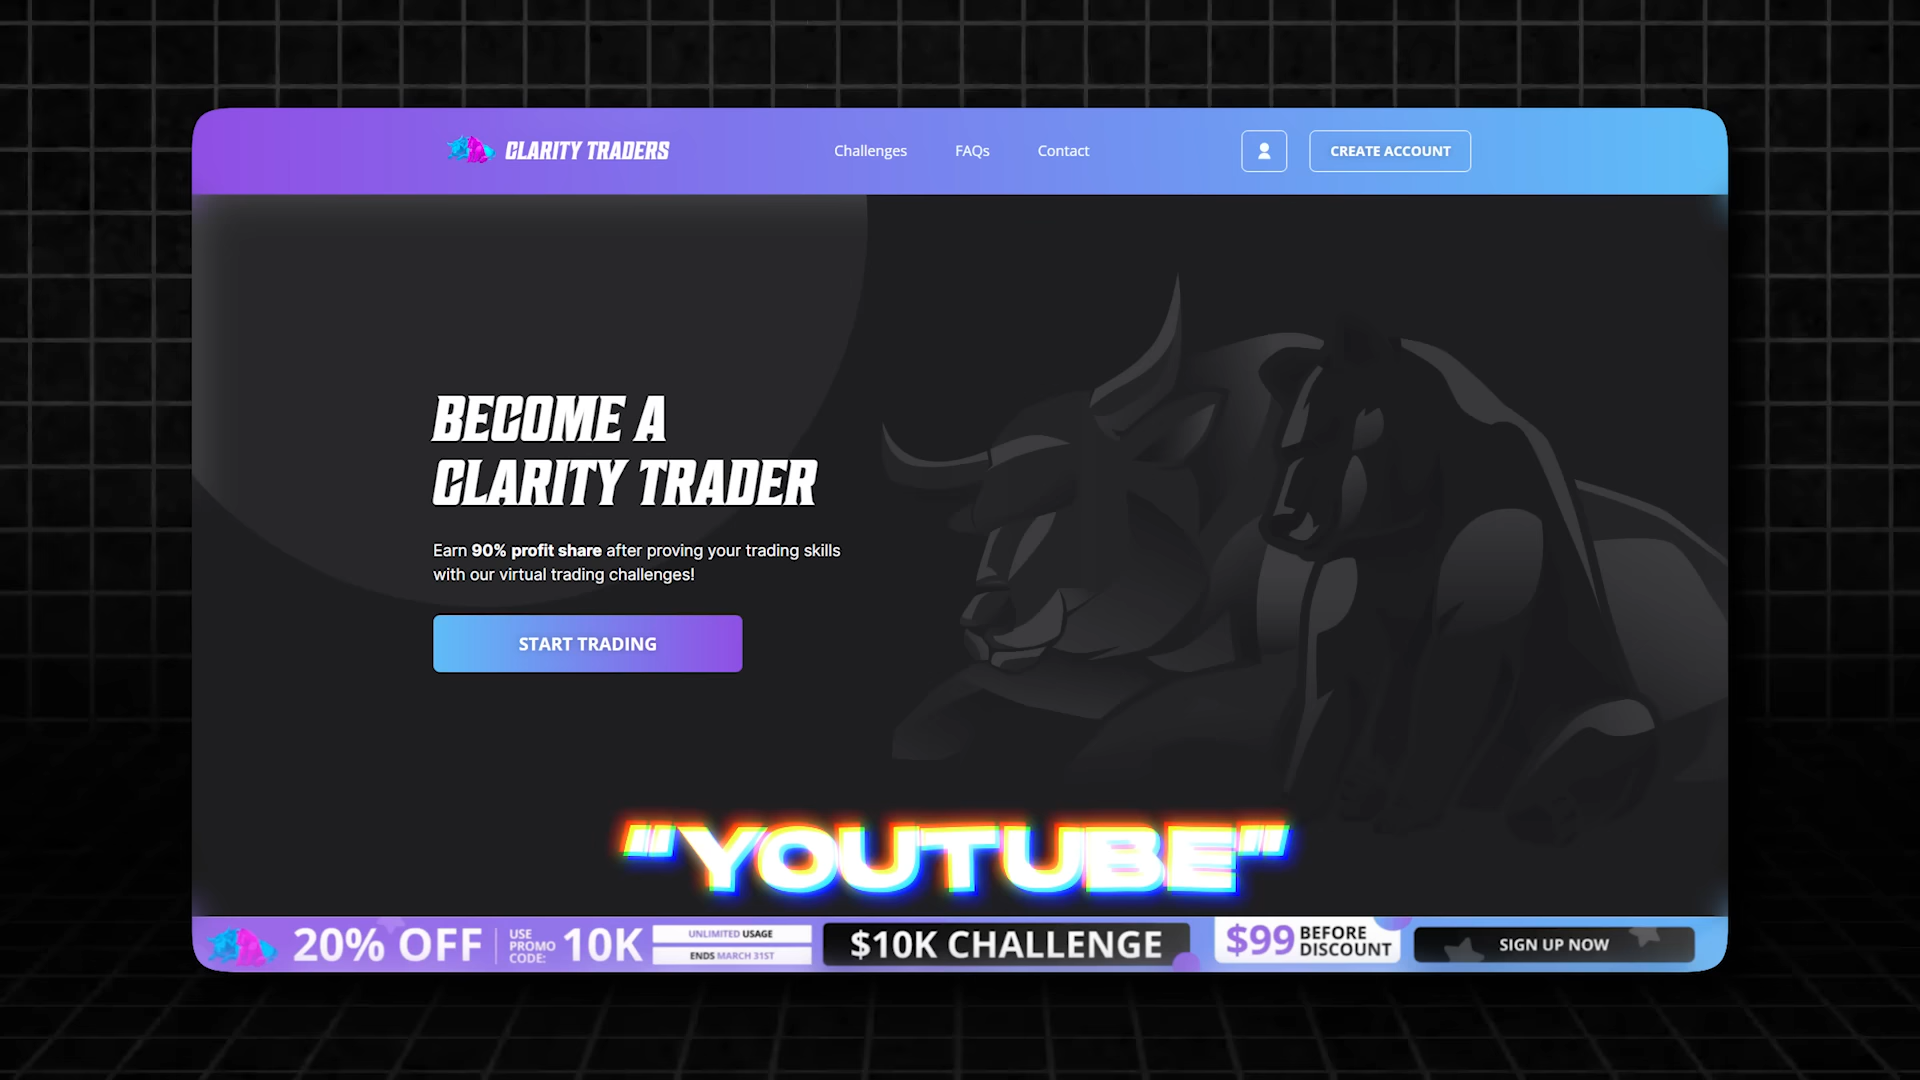 CLARITY TRADERS
Challenges
FAQs
Contact
CREATE ACCOUNT
BECOME A
CLARITY TRADER
Earn 90% profit share after proving your trading skills
with our virtual trading challenges!
START TRADING
"YOUTUBE"
20% OFF
USE
PROMO
CODE:
10K
UNLIMITED USAGE
ENDS MARCH 31ST
$10K CHALLENGE
$99
BEFORE
DISCOUNT
SIGN UP NOW